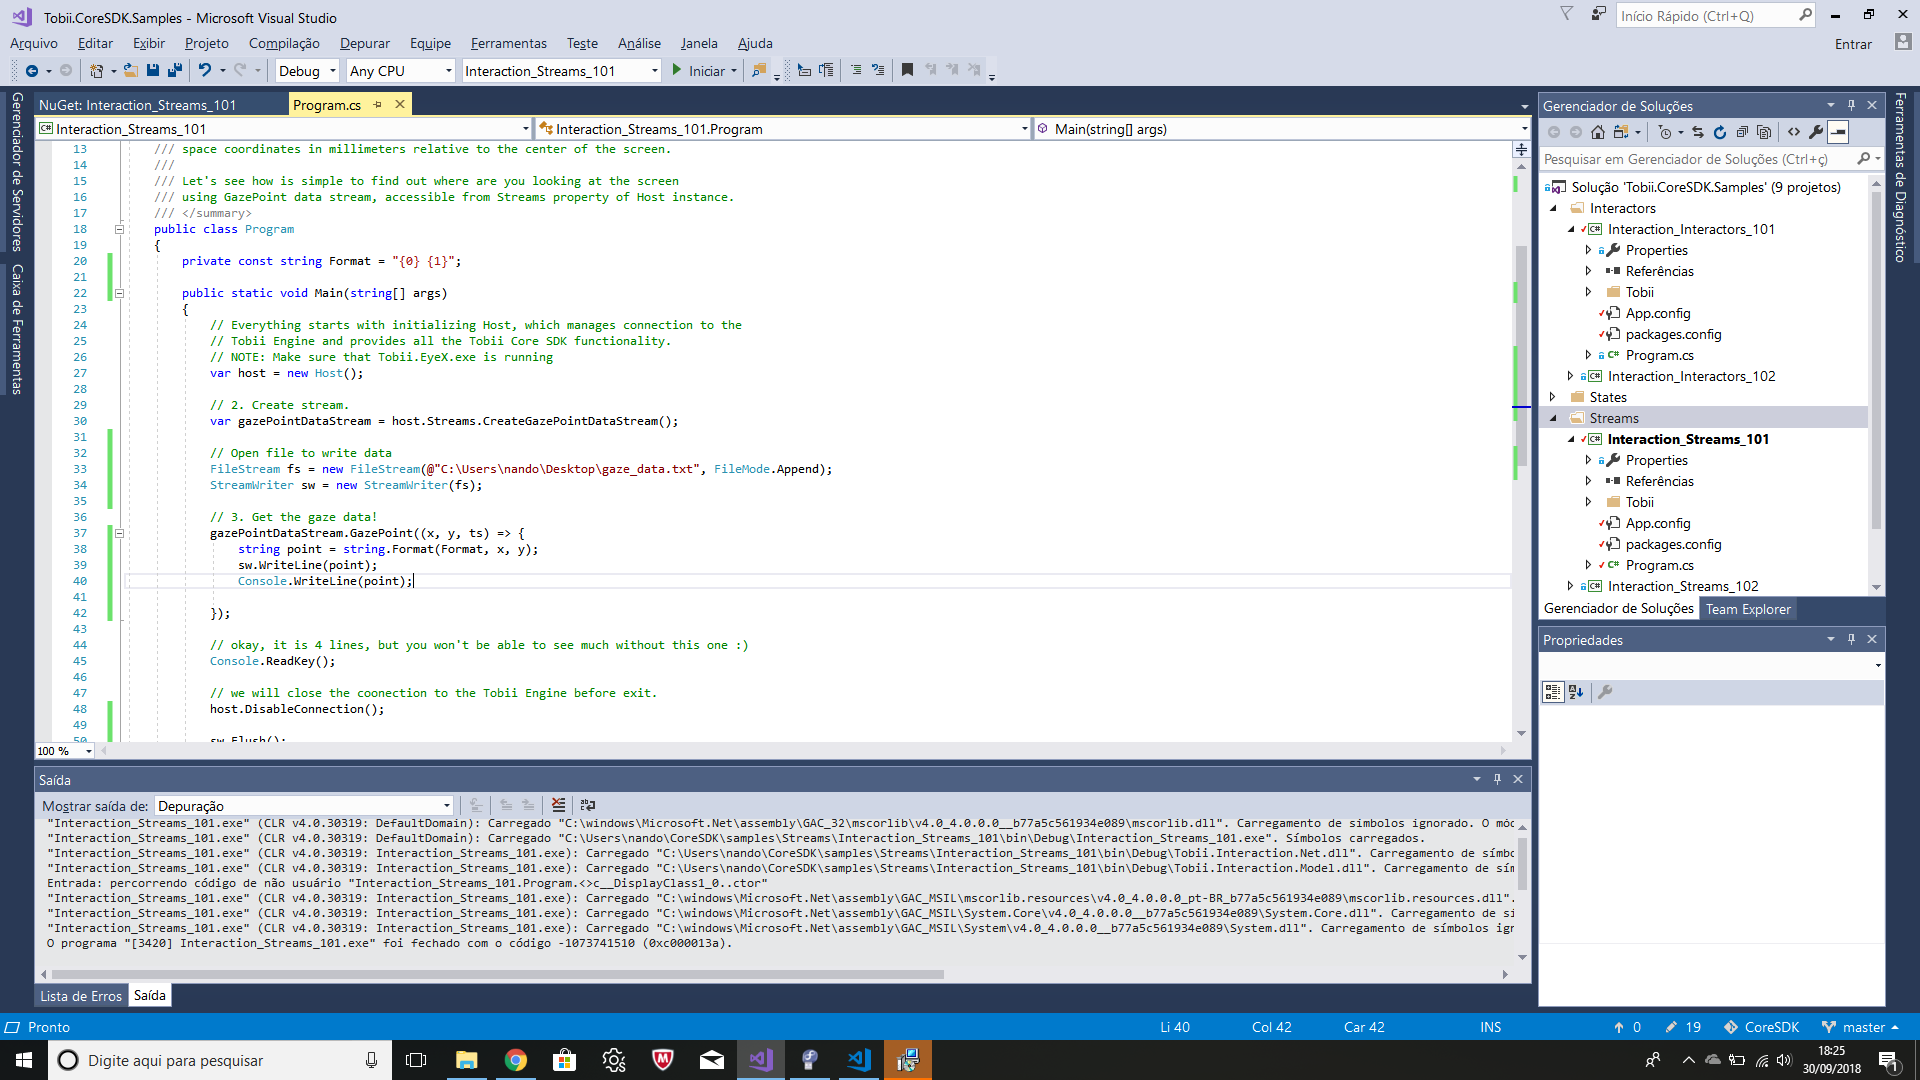 Tobii.CoreSDK.Samples - Microsoft Visual Studio
Início Rápido (Ctrl+Q)
Arquivo Editar Exibir Projeto Compilação Depurar Equipe Ferramentas Teste Análise Janela Ajuda
Entrar
Debug Any CPU Interaction_Streams_101 Iniciar
Gerenciador de Servidores
Caixa de Ferramentas
NuGet: Interaction_Streams_101 Program.cs
Interaction_Streams_101 Interaction_Streams_101.Program Main(string[] args)
13 /// space coordinates in millimeters relative to the center of the screen.
14 ///
15 /// Let's see how is simple to find out where are you looking at the screen
16 /// using GazePoint data stream, accessible from Streams property of Host instance.
17 /// </summary>
18 public class Program
19 {
20 private const string Format = "{0} {1}";
21
22 public static void Main(string[] args)
23 {
24 // Everything starts with initializing Host, which manages connection to the
25 // Tobii Engine and provides all the Tobii Core SDK functionality.
26 // NOTE: Make sure that Tobii.EyeX.exe is running
27 var host = new Host();
28
29 // 2. Create stream.
30 var gazePointDataStream = host.Streams.CreateGazePointDataStream();
31
32 // Open file to write data
33 FileStream fs = new FileStream(@"C:\Users\nando\Desktop\gaze_data.txt", FileMode.Append);
34 StreamWriter sw = new StreamWriter(fs);
35
36 // 3. Get the gaze data!
37 gazePointDataStream.GazePoint((x, y, ts) => {
38 string point = string.Format(Format, x, y);
39 sw.WriteLine(point);
40 Console.WriteLine(point);
41
42 });
43
44 // okay, it is 4 lines, but you won't be able to see much without this one :)
45 Console.ReadKey();
46
47 // we will close the coonection to the Tobii Engine before exit.
48 host.DisableConnection();
49
50 sw.Flush();
100 %
Saída
Mostrar saída de: Depuração
"Interaction_Streams_101.exe" (CLR v4.0.30319: DefaultDomain): Carregado "C:\windows\Microsoft.Net\assembly\GAC_32\mscorlib\v4.0_4.0.0.0__b77a5c561934e089\mscorlib.dll". Carregamento de símbolos ignorado. O mód
"Interaction_Streams_101.exe" (CLR v4.0.30319: DefaultDomain): Carregado "C:\Users\nando\CoreSDK\samples\Streams\Interaction_Streams_101\bin\Debug\Interaction_Streams_101.exe". Símbolos carregados.
"Interaction_Streams_101.exe" (CLR v4.0.30319: Interaction_Streams_101.exe): Carregado "C:\Users\nando\CoreSDK\samples\Streams\Interaction_Streams_101\bin\Debug\Tobii.Interaction.Net.dll". Carregamento de símbo
"Interaction_Streams_101.exe" (CLR v4.0.30319: Interaction_Streams_101.exe): Carregado "C:\Users\nando\CoreSDK\samples\Streams\Interaction_Streams_101\bin\Debug\Tobii.Interaction.Model.dll". Carregamento de sím
Entrada: percorrendo código de não usuário "Interaction_Streams_101.Program.<>c__DisplayClass1_0..ctor"
"Interaction_Streams_101.exe" (CLR v4.0.30319: Interaction_Streams_101.exe): Carregado "C:\windows\Microsoft.Net\assembly\GAC_MSIL\mscorlib.resources\v4.0_4.0.0.0_pt-BR_b77a5c561934e089\mscorlib.resources.dll".
"Interaction_Streams_101.exe" (CLR v4.0.30319: Interaction_Streams_101.exe): Carregado "C:\windows\Microsoft.Net\assembly\GAC_MSIL\System.Core\v4.0_4.0.0.0__b77a5c561934e089\System.Core.dll". Carregamento de sí
"Interaction_Streams_101.exe" (CLR v4.0.30319: Interaction_Streams_101.exe): Carregado "C:\windows\Microsoft.Net\assembly\GAC_MSIL\System\v4.0_4.0.0.0__b77a5c561934e089\System.dll". Carregamento de símbolos ign
O programa "[3420] Interaction_Streams_101.exe" foi fechado com o código -1073741510 (0xc000013a).
Lista de Erros Saída
Gerenciador de Soluções
Pesquisar em Gerenciador de Soluções (Ctrl+ç)
Solução 'Tobii.CoreSDK.Samples' (9 projetos)
Interactors
Interaction_Interactors_101
Properties
Referências
Tobii
App.config
packages.config
Program.cs
Interaction_Interactors_102
States
Streams
Interaction_Streams_101
Properties
Referências
Tobii
App.config
packages.config
Program.cs
Interaction_Streams_102
Gerenciador de Soluções Team Explorer
Propriedades
Ferramentas de Diagnóstico
Pronto Li 40 Col 42 Car 42 INS 0 19 CoreSDK master
Digite aqui para pesquisar
18:25
30/09/2018
1